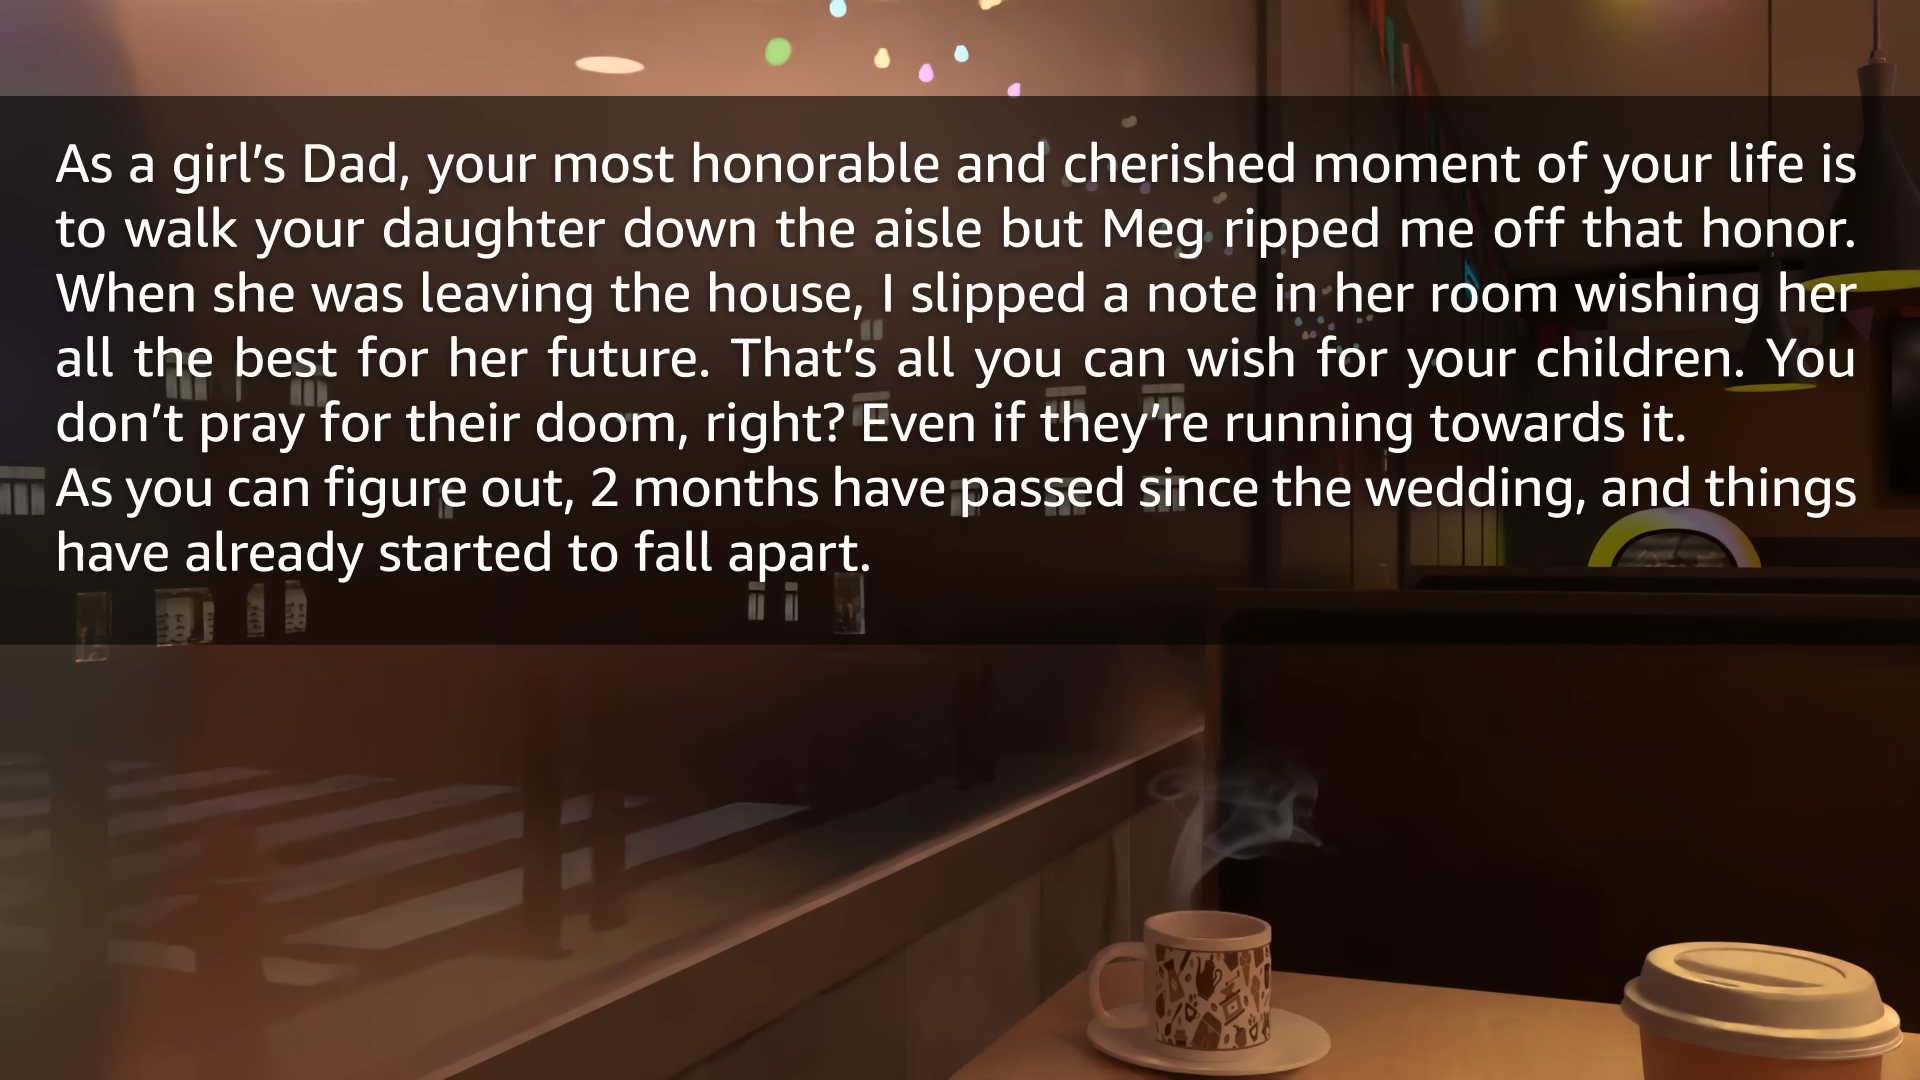 As a girl’s Dad, your most honorable and cherished moment of your life is
to walk your daughter down the aisle but Meg ripped me off that honor.
When she was leaving the house, I slipped a note in her room wishing her
all the best for her future. That’s all you can wish for your children. You
don’t pray for their doom, right? Even if they’re running towards it.
As you can figure out, 2 months have passed since the wedding, and things
have already started to fall apart.